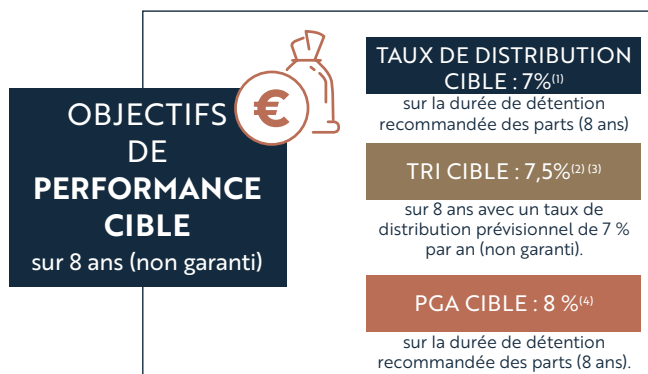 OBJECTIFS
DE
PERFORMANCE
CIBLE
sur 8 ans (non garanti)
€
TAUX DE DISTRIBUTION
CIBLE : 7%(1)
sur la durée de détention
recommandée des parts (8 ans)
TRI CIBLE : 7,5%(2) (3)
sur 8 ans avec un taux de
distribution prévisionnel de 7 %
par an (non garanti).
PGA CIBLE : 8 %(4)
sur la durée de détention
recommandée des parts (8 ans).